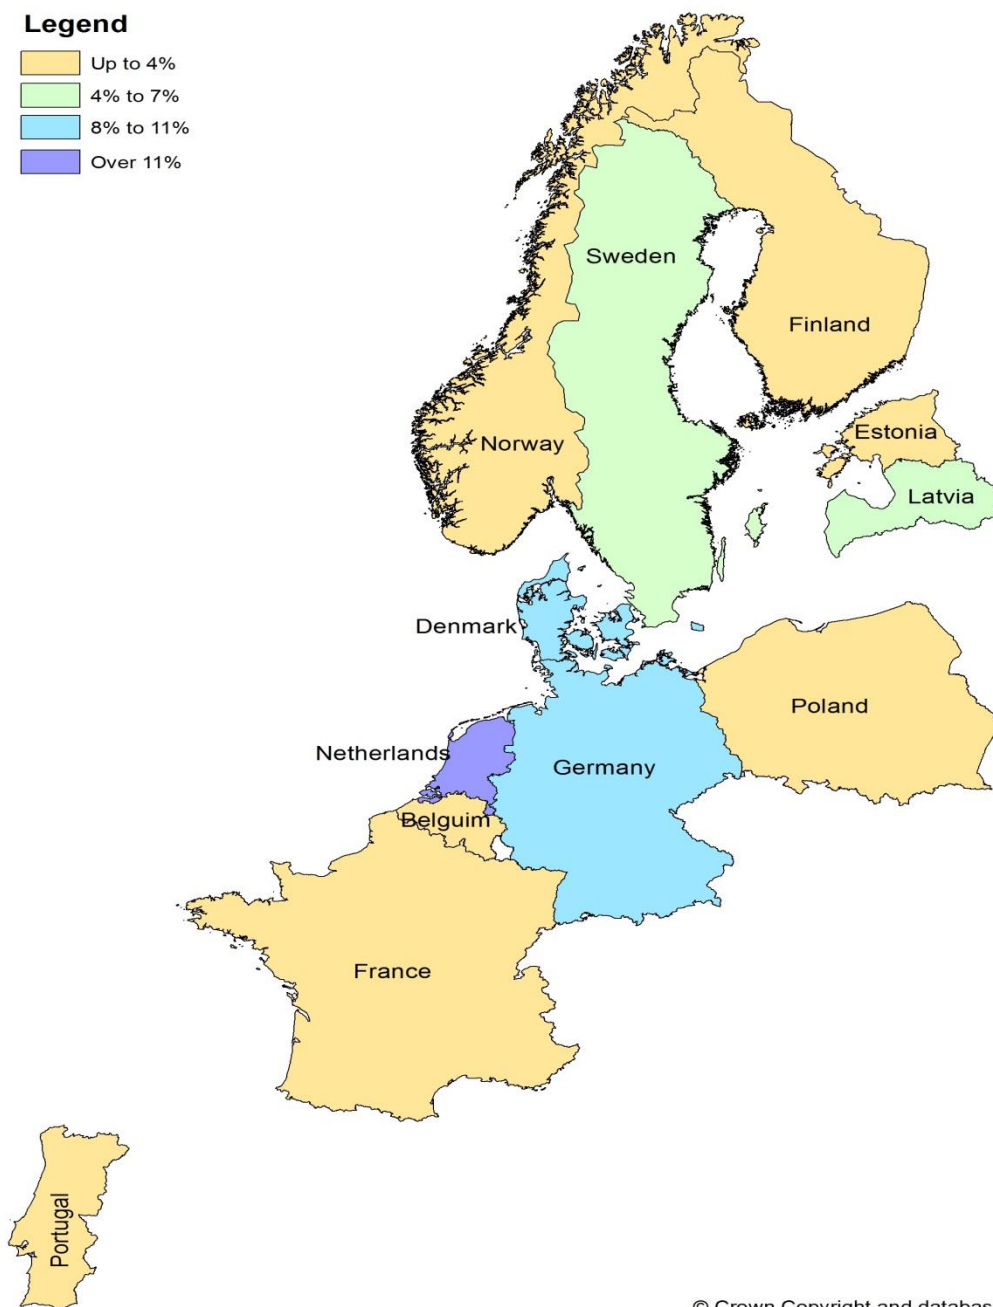 Legend
Up to 4%
4% to 7%
8% to 11%
Over 11%
Sweden
Finland
Norway
Estonia
Latvia
Denmark
Poland
Netherlands
Germany
Belguim
France
Portugal
© Crown Copyright and databas